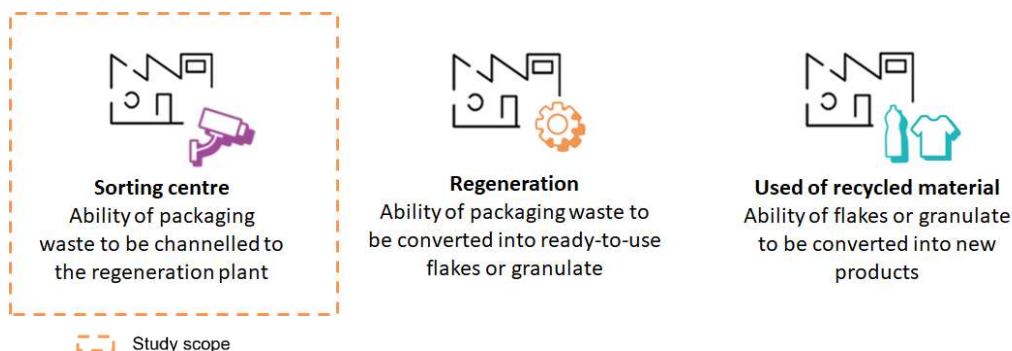 Sorting centre
Ability of packaging
waste to be channelled to
the regeneration plant
Regeneration
Ability of packaging waste to
be converted into ready-to-use
flakes or granulate
Used of recycled material
Ability of flakes or granulate
to be converted into new
products
Study scope